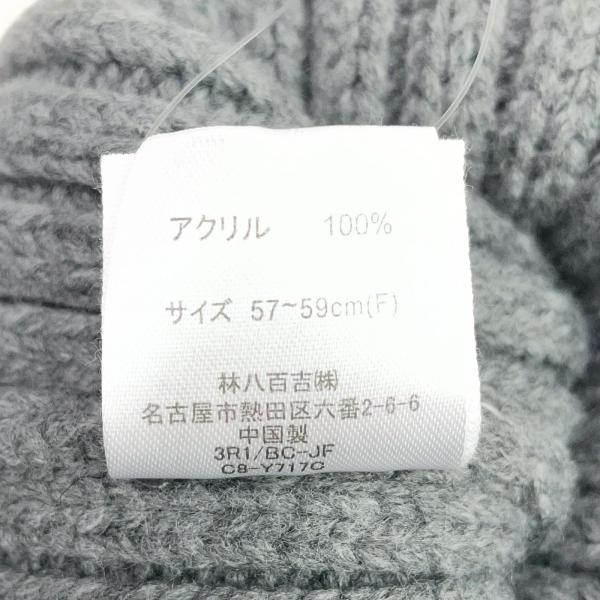 アクリル 100%
サイズ 57~59cm(F)
林八百吉㈱
名古屋市熱田区六番2-6-6
中国製
3R1/BC-JF
C8-Y717C